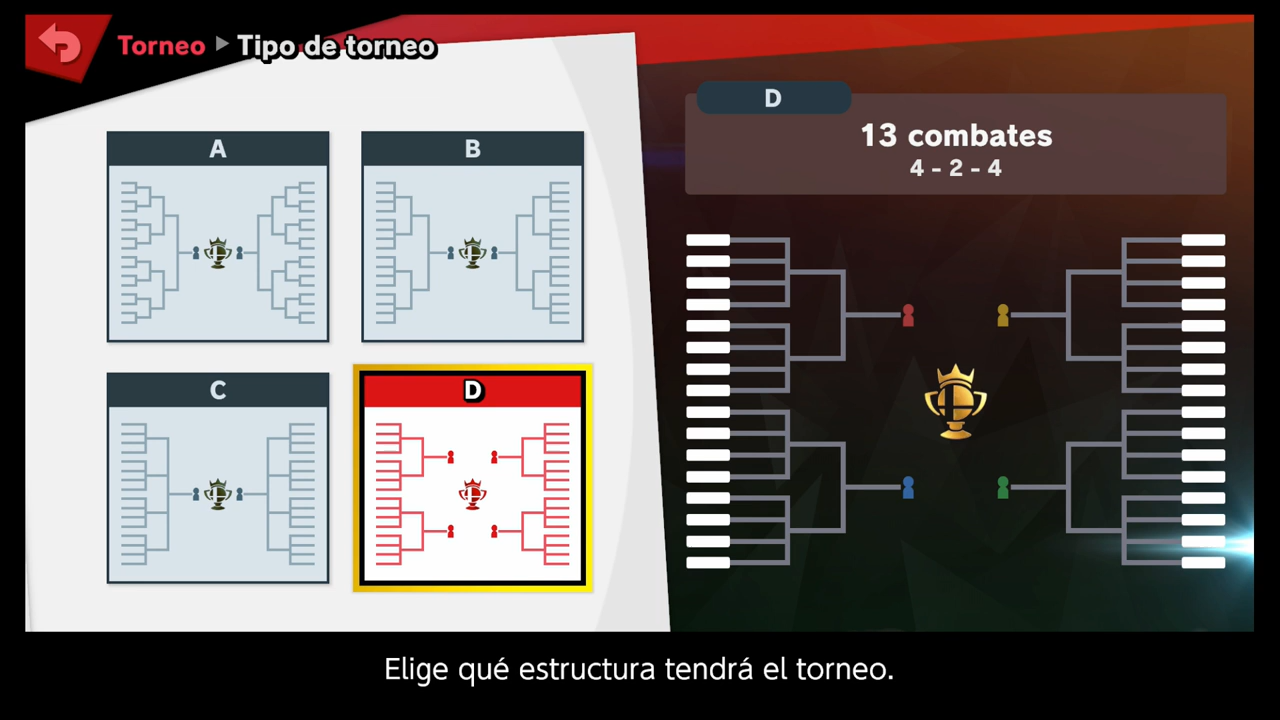 Torneo ▶ Tipo de torneo
A
B
C
D
D
13 combates
4 - 2 - 4
Elige qué estructura tendrá el torneo.